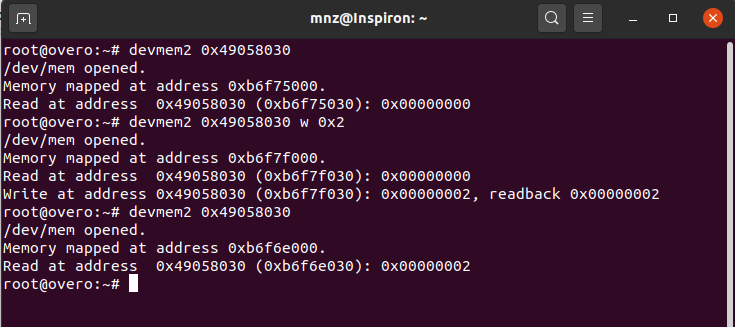 mnz@Inspiron: ~
root@overo:~# devmem2 0x49058030
/dev/mem opened.
Memory mapped at address 0xb6f75000.
Read at address  0x49058030 (0xb6f75030): 0x00000000
root@overo:~# devmem2 0x49058030 w 0x2
/dev/mem opened.
Memory mapped at address 0xb6f7f000.
Read at address  0x49058030 (0xb6f7f030): 0x00000000
Write at address 0x49058030 (0xb6f7f030): 0x00000002, readback 0x00000002
root@overo:~# devmem2 0x49058030
/dev/mem opened.
Memory mapped at address 0xb6f6e000.
Read at address  0x49058030 (0xb6f6e030): 0x00000002
root@overo:~#